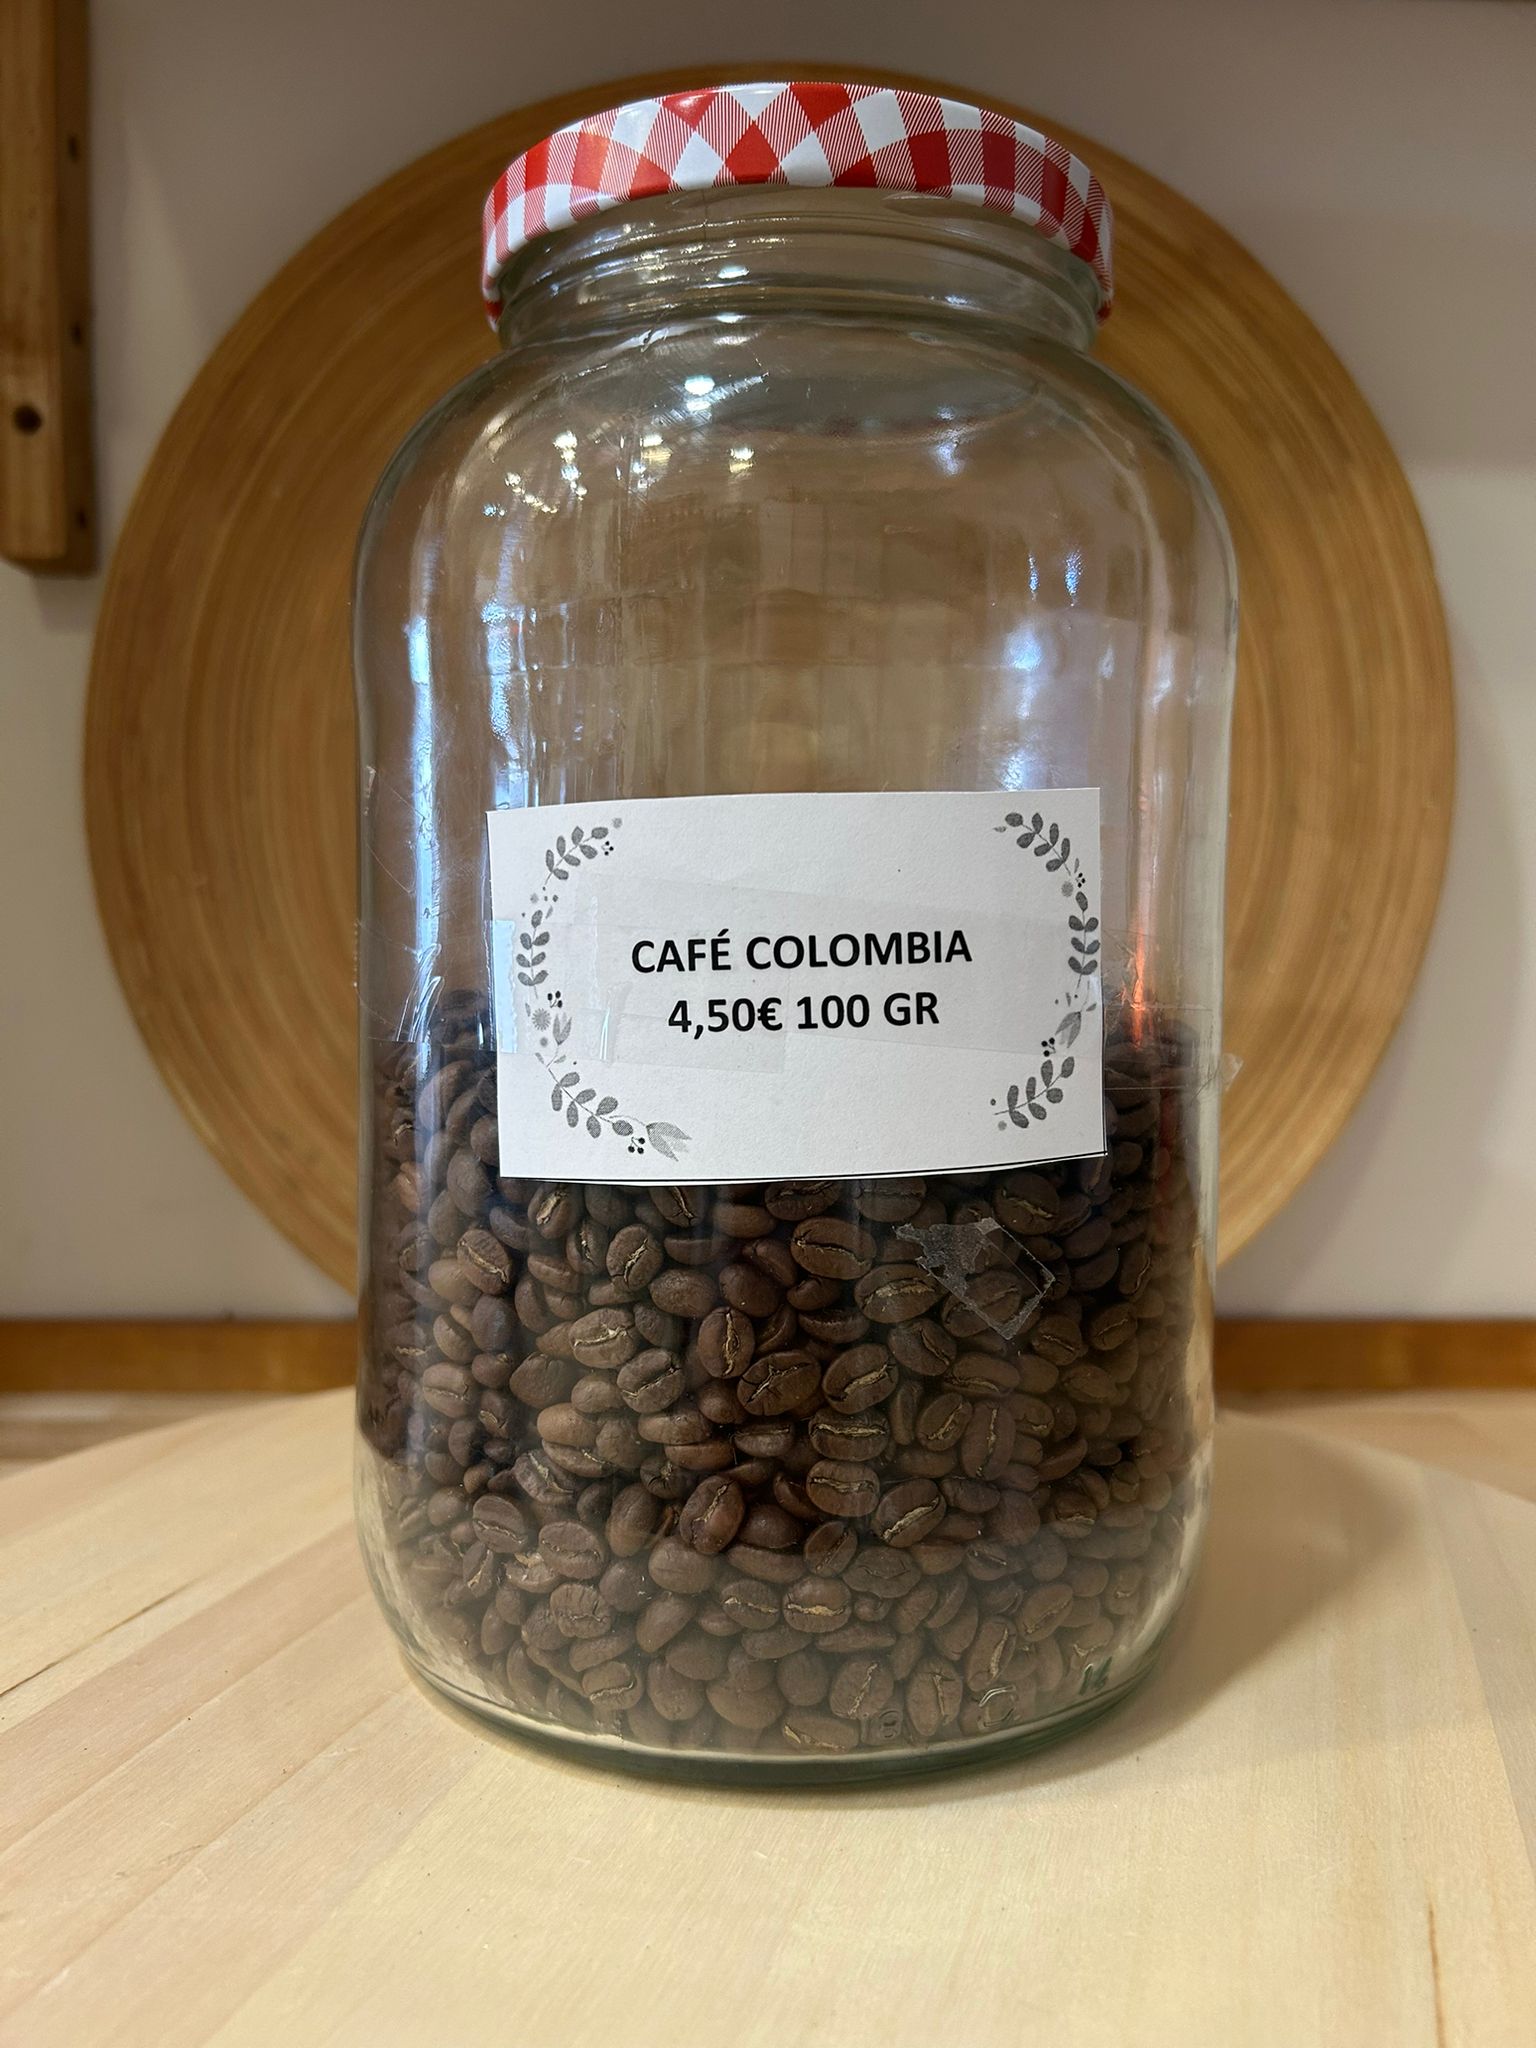 CAFÉ COLOMBIA
4,50€ 100 GR